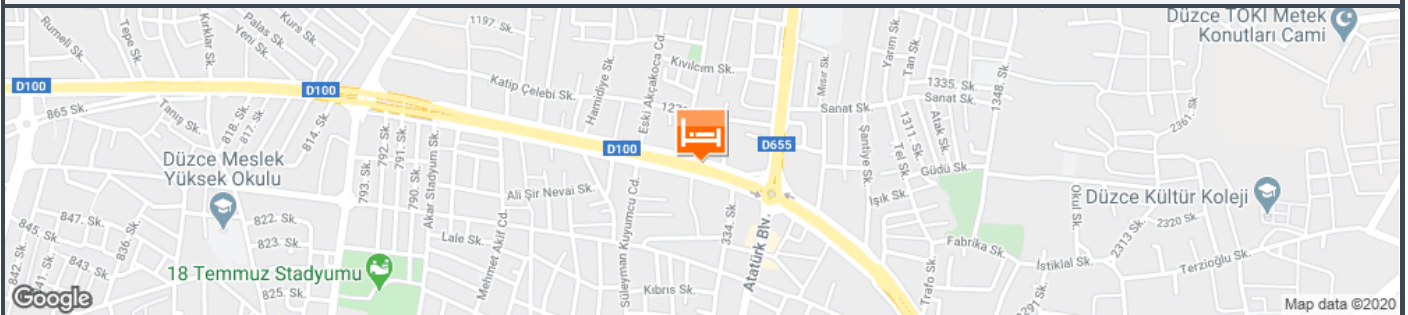 1197. Sk.
Düzce TOKİ Metek
Konutları Cami
Rumeli Sk.
Tepe Sk.
Kırklar Sk.
Palas Sk.
Yeni Sk.
Kurs Sk.
Kıvılcım Sk.
Mısır Sk.
Yarım Sk.
Tan Sk.
1335. Sk.
Sanat Sk.
Sanat Sk.
1348. Sk.
2361. Sk.
D100
D100
Katip Çelebi Sk.
Hamidiye Sk.
Eski Akçakoca Cd.
865 Sk.
Tanış Sk.
818. Sk.
817. Sk.
814. Sk.
792. Sk.
791. Sk.
793. Sk.
790. Sk.
Akar Stadyum Sk.
D100
D655
Şantiye Sk.
1311. Sk.
Tel Sk.
Atak Sk.
Güdü Sk.
Düzce Meslek
Yüksek Okulu
Ali Şir Nevai Sk.
Işık Sk.
Okul Sk.
Düzce Kültür Koleji
2320 Sk.
2313 Sk.
847. Sk.
845. Sk.
836. Sk.
843. Sk.
842. Sk.
841. Sk.
822. Sk.
823. Sk.
825. Sk.
Lale Sk.
Mehmet Akif Cd.
Süleyman Kuyumcu Cd.
334. Sk.
Atatürk Blv.
Fabrika Sk.
İstiklal Sk.
Terzioğlu Sk.
18 Temmuz Stadyumu
Kıbrıs Sk.
Trafo Sk.
2291 Sk.
Google
Map data ©2020